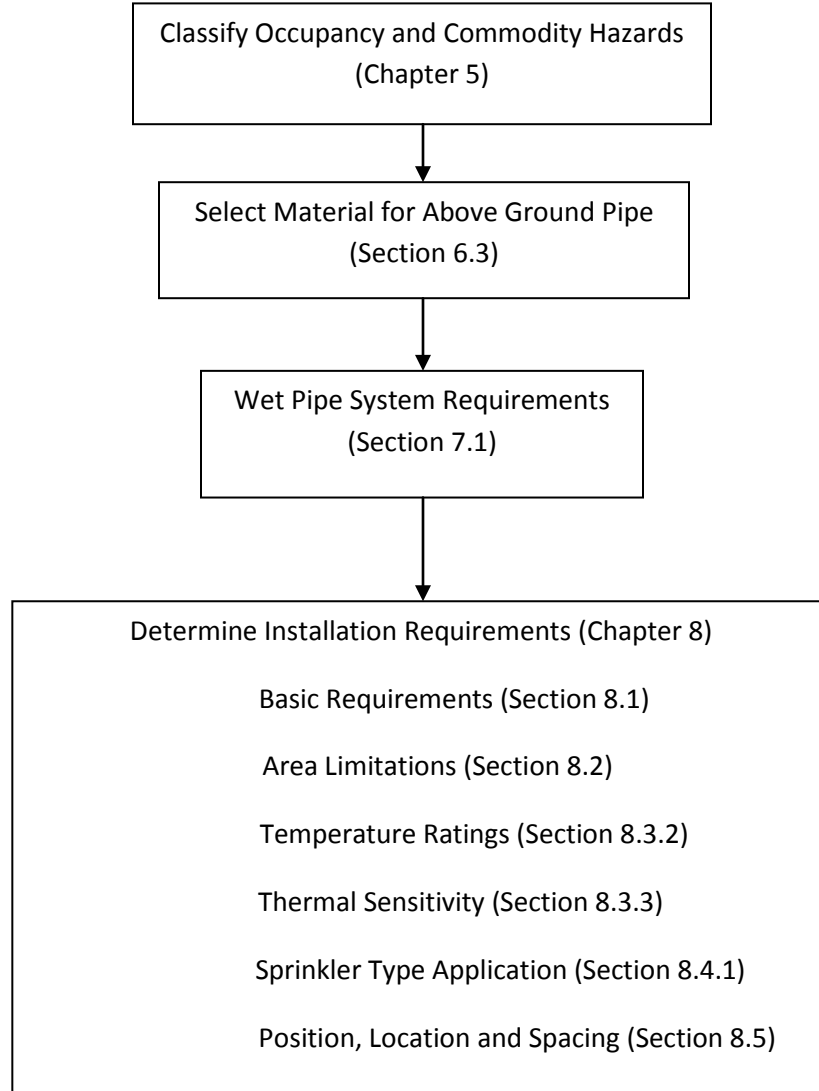 Classify Occupancy and Commodity Hazards
(Chapter 5)
Select Material for Above Ground Pipe
(Section 6.3)
Wet Pipe System Requirements
(Section 7.1)
Determine Installation Requirements (Chapter 8)
Basic Requirements (Section 8.1)
Area Limitations (Section 8.2)
Temperature Ratings (Section 8.3.2)
Thermal Sensitivity (Section 8.3.3)
Sprinkler Type Application (Section 8.4.1)
Position, Location and Spacing (Section 8.5)